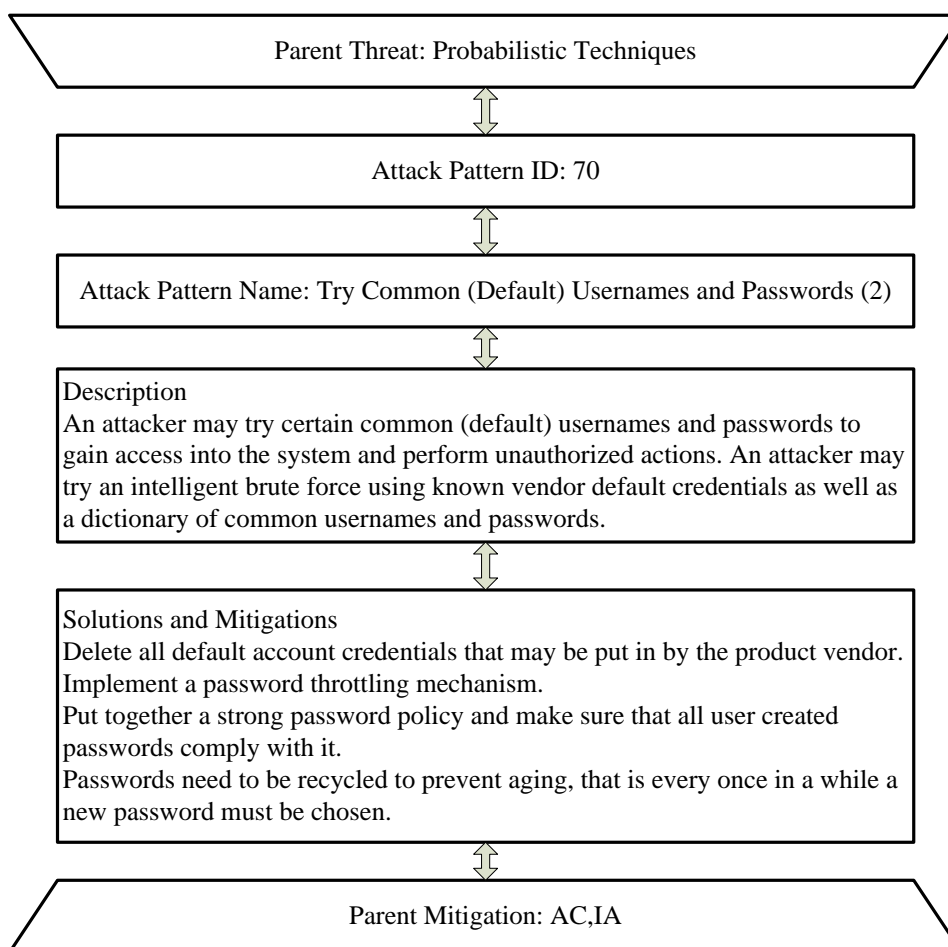 Parent Threat: Probabilistic Techniques
Attack Pattern ID: 70
Attack Pattern Name: Try Common (Default) Usernames and Passwords (2)
Description
An attacker may try certain common (default) usernames and passwords to
gain access into the system and perform unauthorized actions. An attacker may
try an intelligent brute force using known vendor default credentials as well as
a dictionary of common usernames and passwords.
Solutions and Mitigations
Delete all default account credentials that may be put in by the product vendor.
Implement a password throttling mechanism.
Put together a strong password policy and make sure that all user created
passwords comply with it.
Passwords need to be recycled to prevent aging, that is every once in a while a
new password must be chosen.
Parent Mitigation: AC,IA